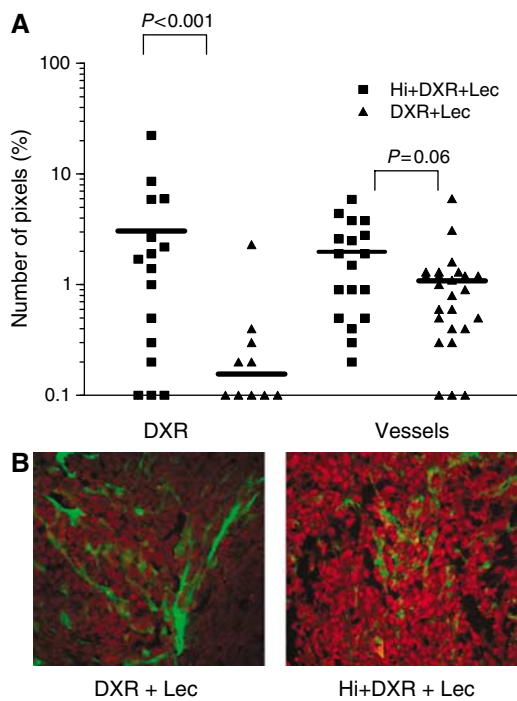 A
P<0.001
Number of pixels (%)
100
10
1
0.1
Hi+DXR+Lec
DXR+Lec
P=0.06
DXR
Vessels
B
DXR + Lec
Hi+DXR + Lec